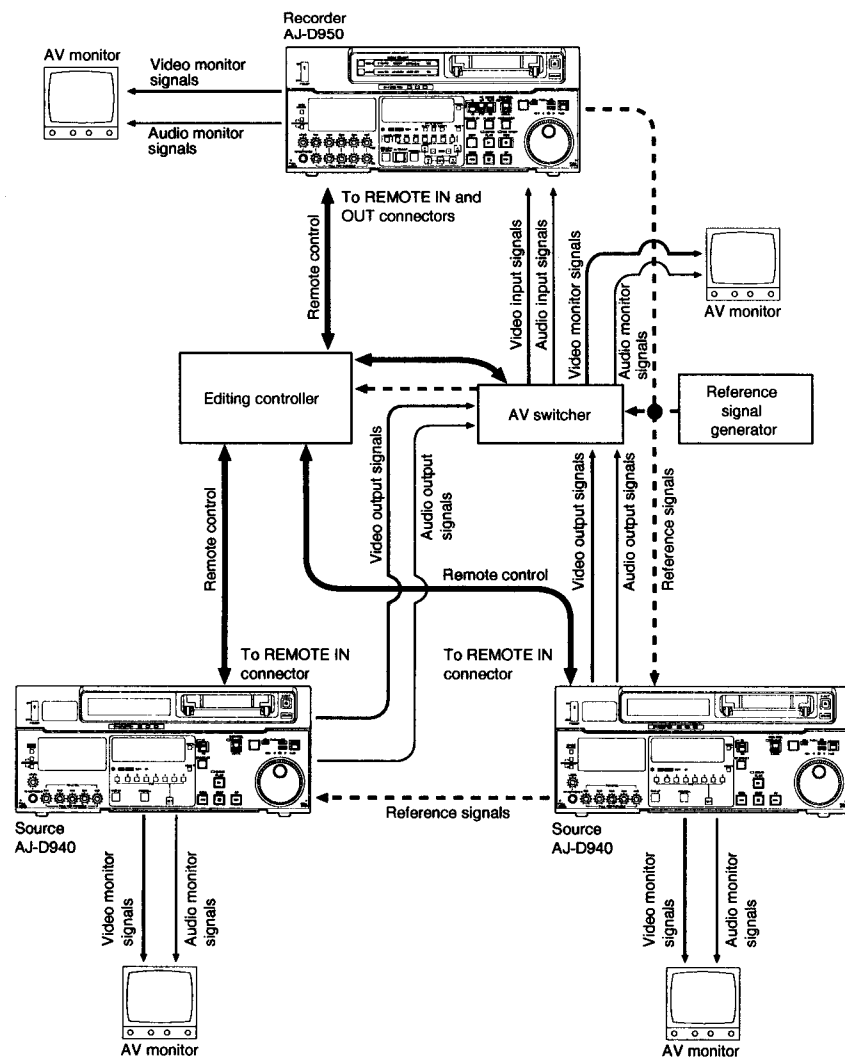 Recorder
AJ-D950
AV monitor
Video monitor
signals
Audio monitor
signals
To REMOTE IN and
OUT connectors
Remote control
Video input signals
Audio input signals
Video monitor signals
Audio monitor
signals
AV monitor
Editing controller
AV switcher
Reference
signal
generator
Remote control
Video output signals
Audio output
signals
Remote control
Video output signals
Audio output signals
Reference signals
To REMOTE IN
connector
To REMOTE IN
connector
Reference signals
Source
AJ-D940
Source
AJ-D940
Video monitor
signals
Audio monitor
signals
Video monitor
signals
Audio monitor
signals
AV monitor
AV monitor